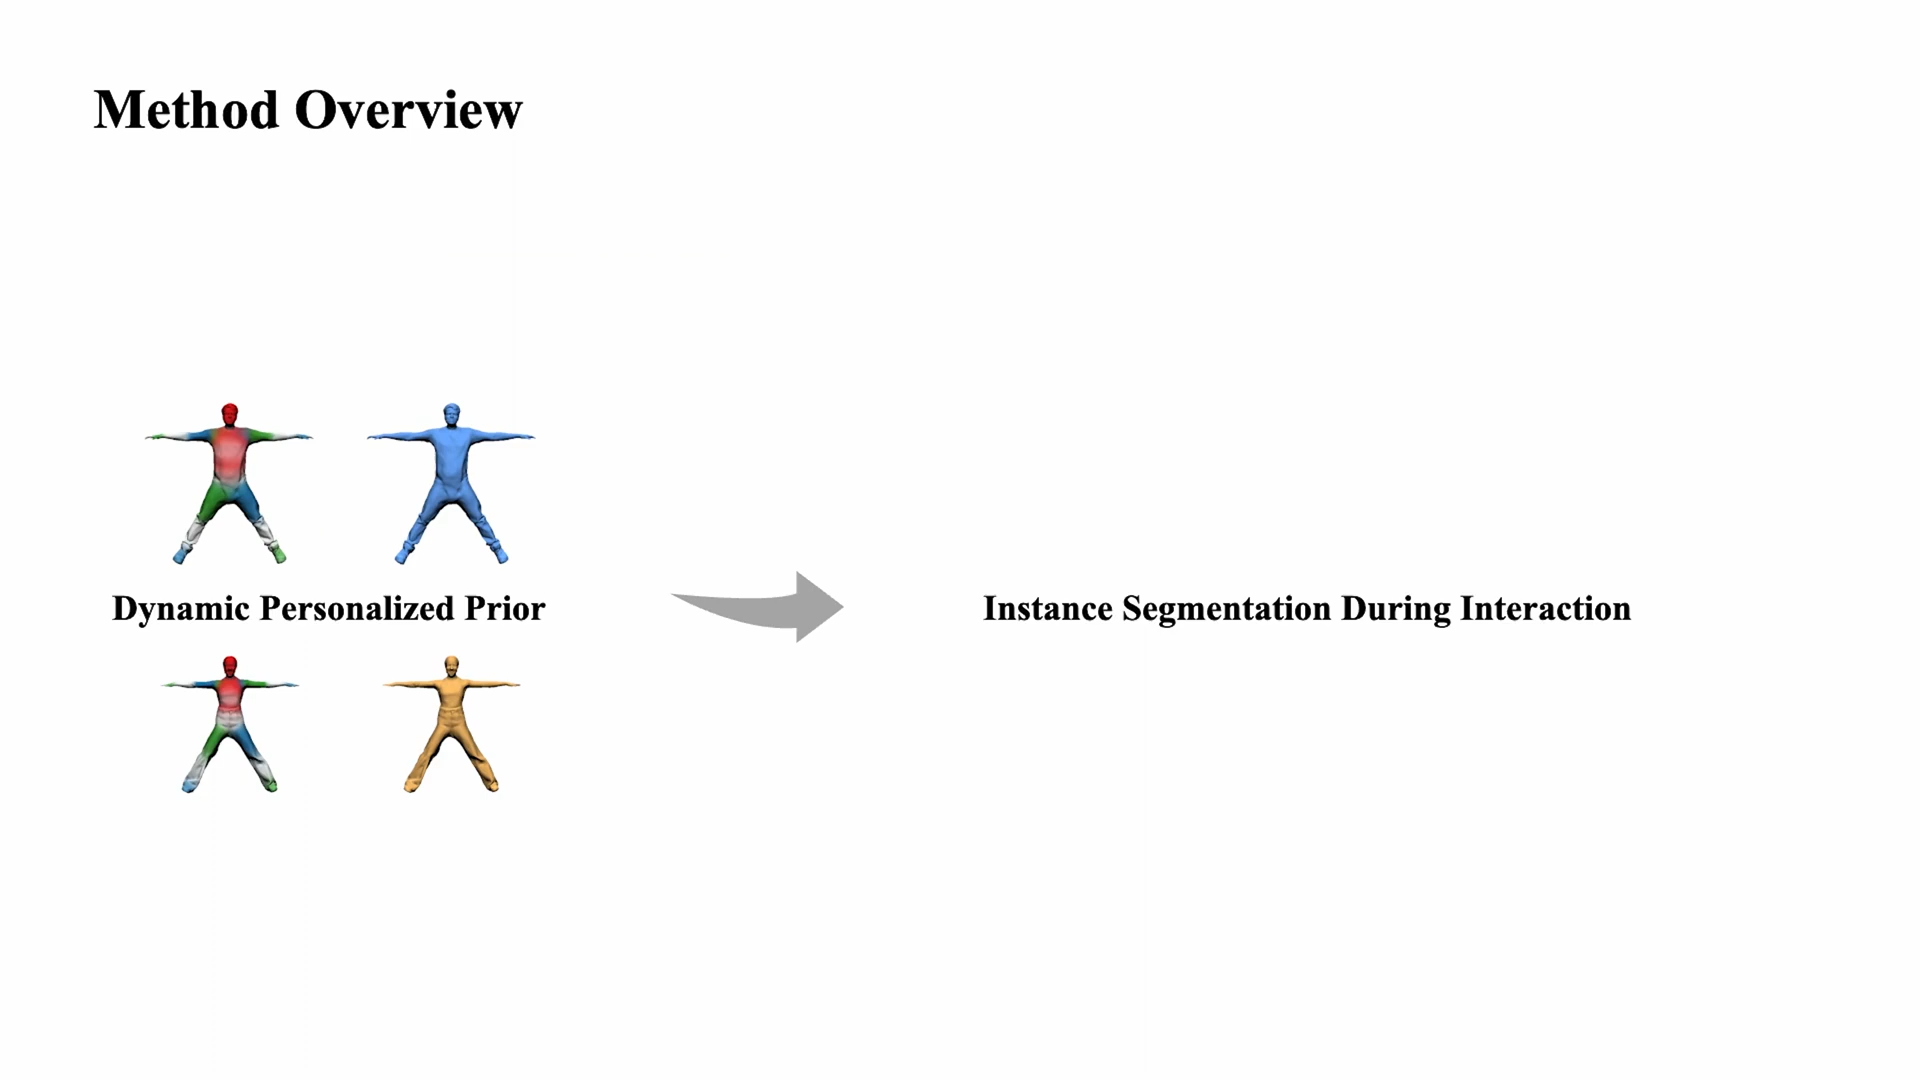 Method Overview
Dynamic Personalized Prior
Instance Segmentation During Interaction